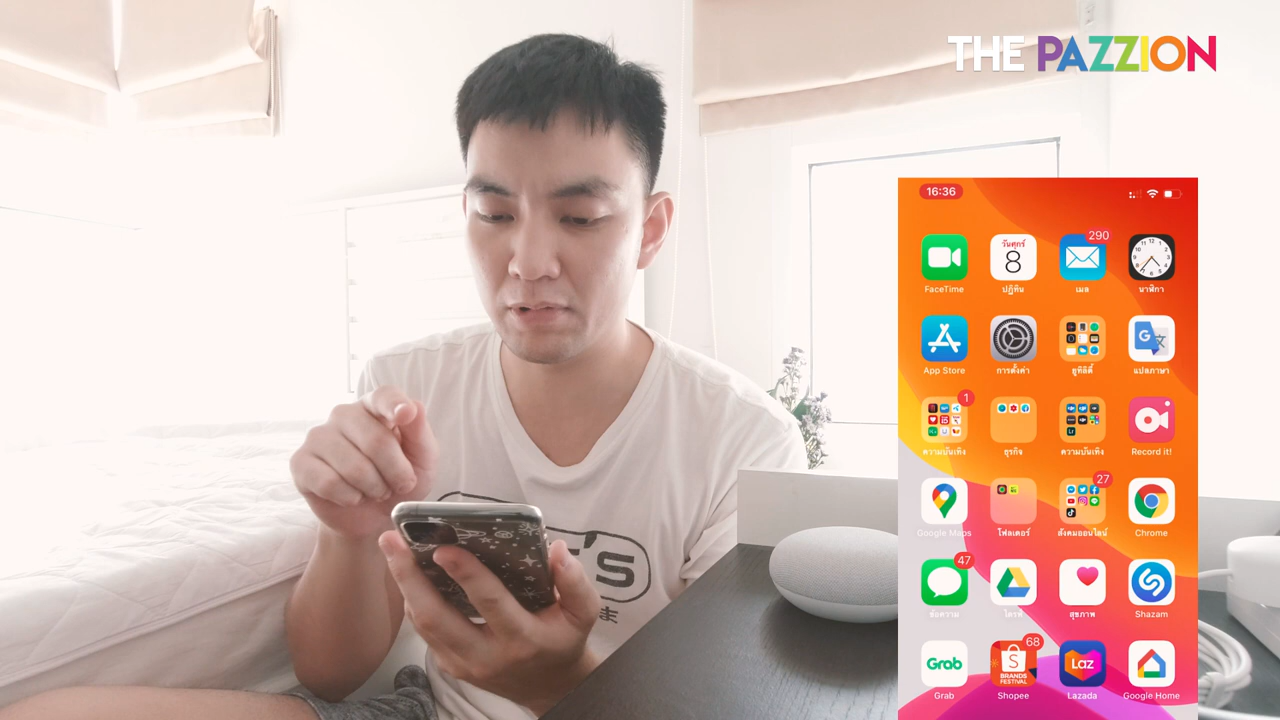 THE PAZZION
16:36
วันศุกร์
8
290
12
FaceTime
ปฏิทิน
เมล
นาฬิกา
App Store
การตั้งค่า
ยูทิลิตี้
แปลภาษา
1
ความบันเทิง
ธุรกิจ
ความบันเทิง
Record it!
27
Google Maps
โฟลเดอร์
สังคมออนไลน์
Chrome
47
ข้อความ
ไดรฟ์
สุขภาพ
Shazam
68
Grab
S
BRANDS
FESTIVAL
Laz
Grab
Shopee
Lazada
Google Home
'S
ま